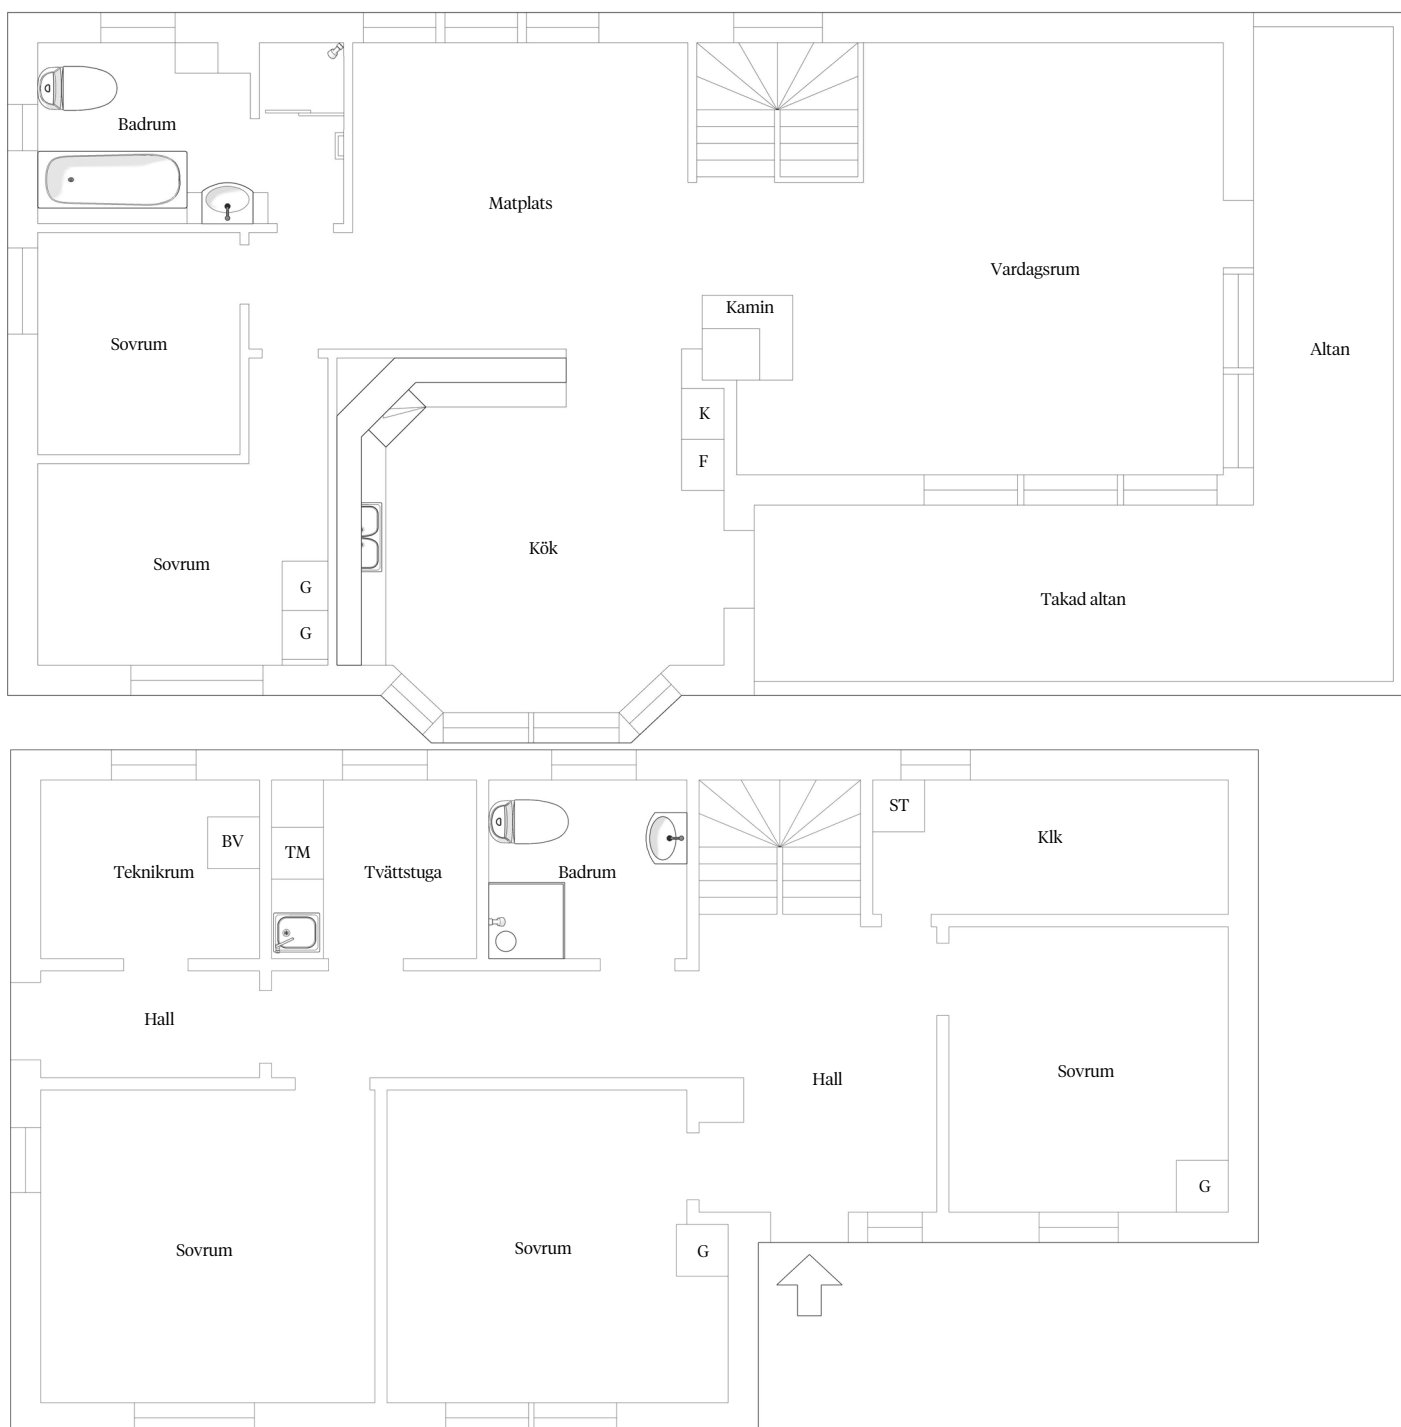 Badrum
Matplats
Vardagsrum
Kamin
Sovrum
Altan
K
F
Kök
Sovrum
G
G
Takad altan
ST
Klk
BV
TM
Teknikrum
Tvättstuga
Badrum
Hall
Hall
Sovrum
G
Sovrum
Sovrum
G